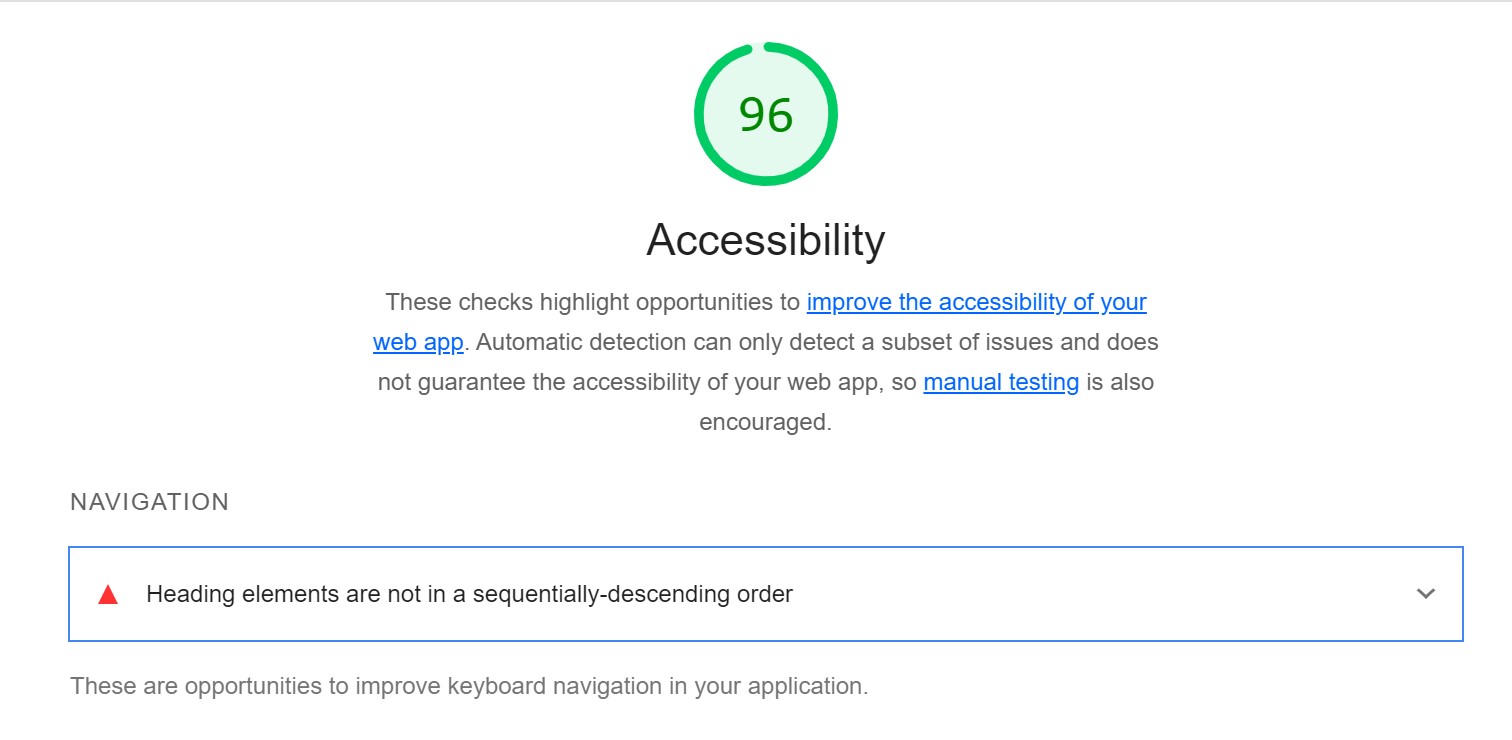 96
Accessibility
These checks highlight opportunities to improve the accessibility of your
web app. Automatic detection can only detect a subset of issues and does
not guarantee the accessibility of your web app, so manual testing is also
encouraged.
NAVIGATION
Heading elements are not in a sequentially-descending order
These are opportunities to improve keyboard navigation in your application.